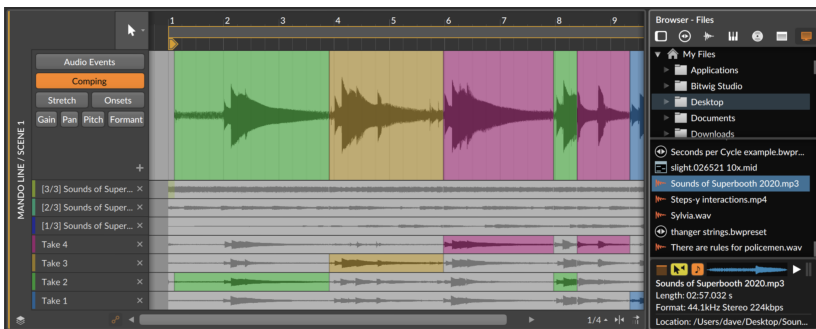 1 2 3 4 5 6 7 8 9
Audio Events
Comping
Stretch Onsets
Gain Pan Pitch Formant
MANDO LINE / SCENE 1
[3/3] Sounds of Super...
[2/3] Sounds of Super...
[1/3] Sounds of Super...
Take 4
Take 3
Take 2
Take 1
1/4
Browser - Files
My Files
Applications
Bitwig Studio
Desktop
Documents
Downloads
Seconds per Cycle example.bwpr...
slight.026521 10x.mid
Sounds of Superbooth 2020.mp3
Steps-y interactions.mp4
Sylvia.wav
thanger strings.bwpreset
There are rules for policemen.wav
Sounds of Superbooth 2020.mp3
Length: 02:57.032 s
Format: 44.1kHz Stereo 224kbps
Location: /Users/dave/Desktop/Soun...